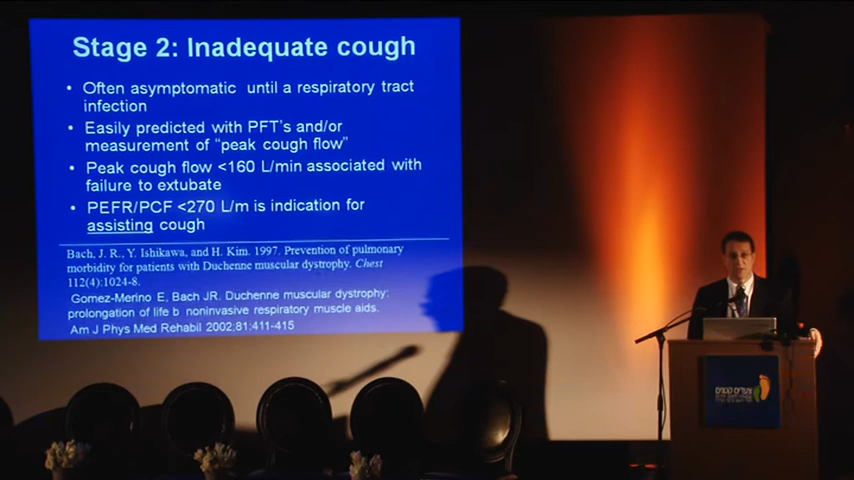 Stage 2: Inadequate cough
• Often asymptomatic until a respiratory tract
infection
• Easily predicted with PFT's and/or
measurement of "peak cough flow"
• Peak cough flow <160 L/min associated with
failure to extubate
• PEFR/PCF <270 L/m is indication for
assisting cough
Bach, J. R., Y. Ishikawa, and H. Kim. 1997. Prevention of pulmonary
morbidity for patients with Duchenne muscular dystrophy. Chest
112(4):1024-8.
Gomez-Merino E, Bach JR. Duchenne muscular dystrophy:
prolongation of life b noninvasive respiratory muscle aids.
Am J Phys Med Rehabil 2002;81:411-415
צעדים קטנים